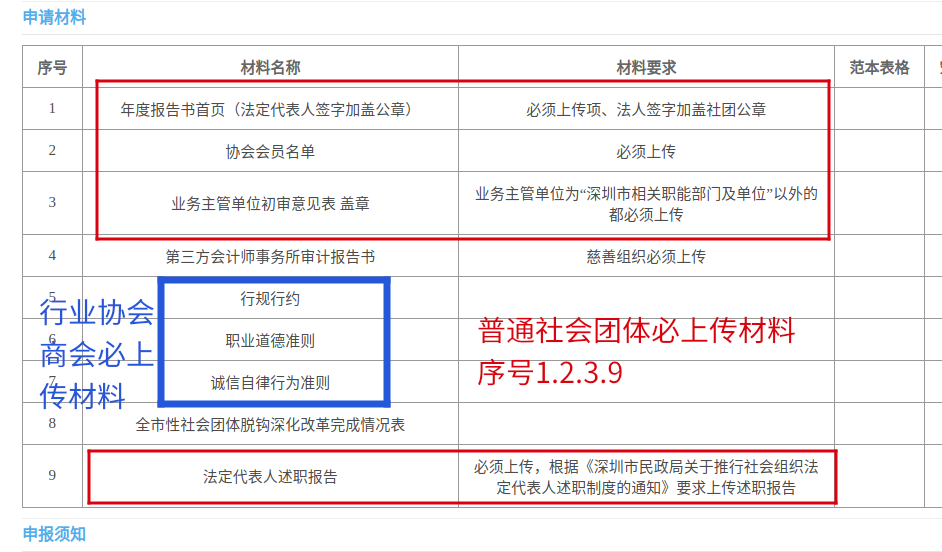 申请材料
序号 材料名称 材料要求 范本表格
1 年度报告书首页（法定代表人签字加盖公章） 必须上传项、法人签字加盖社团公章
2 协会会员名单 必须上传
3 业务主管单位初审意见表 盖章 业务主管单位为“深圳市相关职能部门及单位”以外的
都必须上传
4 第三方会计师事务所审计报告书 慈善组织必须上传
5 行规行约
行业协会
商会必上
传材料
6 职业道德准则
普通社会团体必上传材料
序号1.2.3.9
7 诚信自律行为准则
8 全市性社会团体脱钩深化改革完成情况表
9 法定代表人述职报告 必须上传，根据《深圳市民政局关于推行社会组织法
定代表人述职制度的通知》要求上传述职报告
申报须知